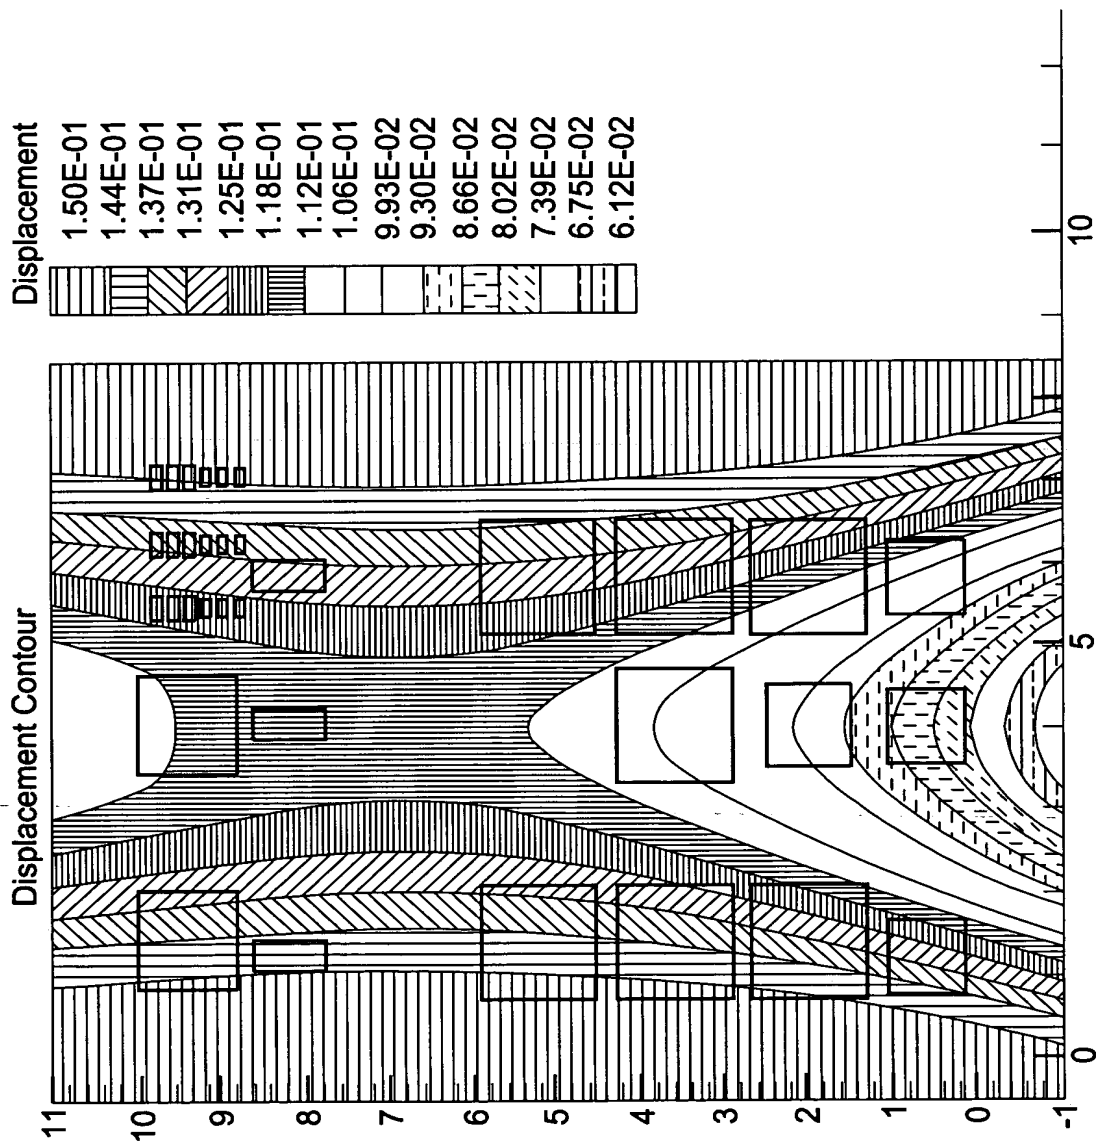 Displacement Contour
Displacement
1.50E-01
1.44E-01
1.37E-01
1.31E-01
1.25E-01
1.18E-01
1.12E-01
1.06E-01
9.93E-02
9.30E-02
8.66E-02
8.02E-02
7.39E-02
6.75E-02
6.12E-02
11
10
9
8
7
6
5
4
3
2
1
0
-1
0
5
10